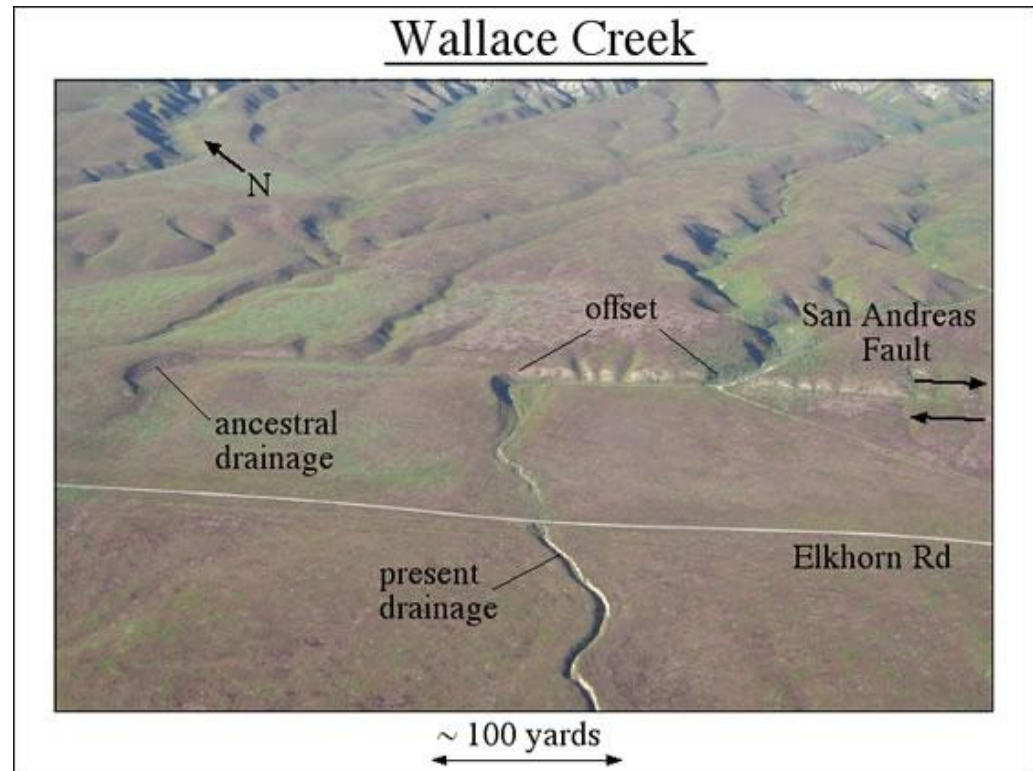 Wallace Creek
N
offset
San Andreas
Fault
ancestral
drainage
Elkhorn Rd
present
drainage
~ 100 yards